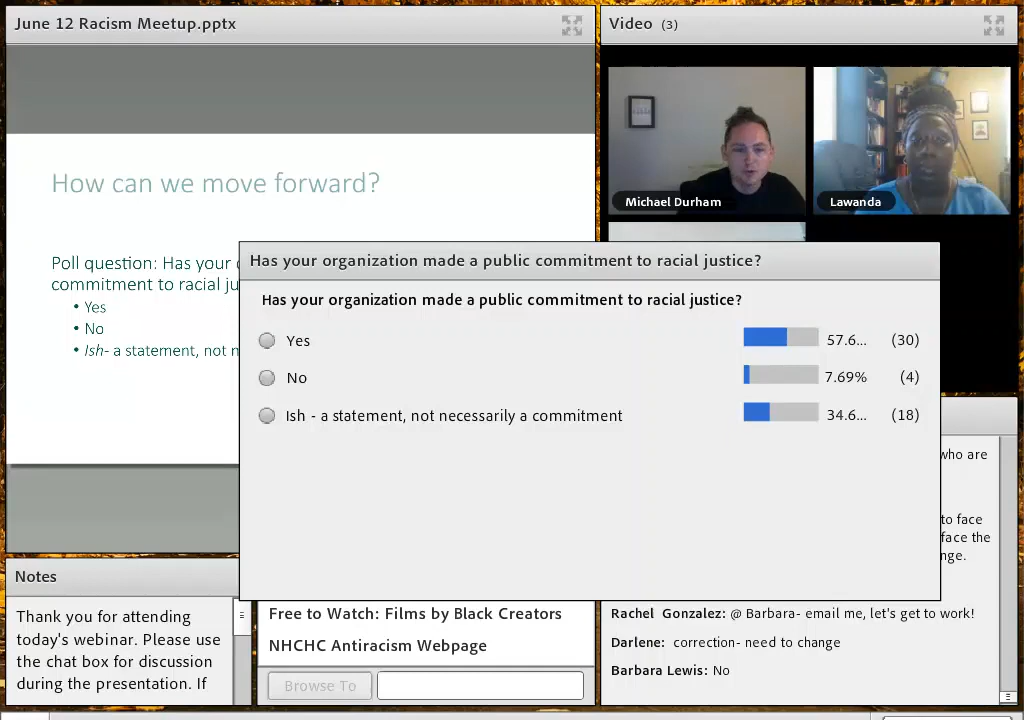 June 12 Racism Meetup.pptx
Video (3)
How can we move forward?
Michael Durham
Lawanda
Poll question: Has your
commitment to racial ju
• Yes
• No
• Ish- a statement, not n
Has your organization made a public commitment to racial justice?
Has your organization made a public commitment to racial justice?
Yes 57.6... (30)
No 7.69% (4)
Ish - a statement, not necessarily a commitment 34.6... (18)
who are
to face
face the
nge.
Notes
Thank you for attending
today's webinar. Please use
the chat box for discussion
during the presentation. If
Free to Watch: Films by Black Creators
NHCHC Antiracism Webpage
Browse To
Rachel Gonzalez: @ Barbara- email me, let's get to work!
Darlene: correction- need to change
Barbara Lewis: No